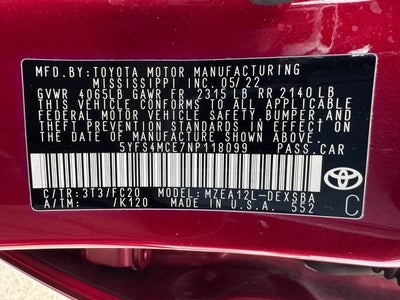 MFD.BY:TOYOTA MOTOR MANUFACTURING
MISSISSIPPI INC. 05/22
GVWR 4065LB GAWR FR 2315LB RR 2140LB
THIS VEHICLE CONFORMS TO ALL APPLICABLE
FEDERAL MOTOR VEHICLE SAFETY, BUMPER, AND
THEFT PREVENTION STANDARDS IN EFFECT ON THE
DATE OF MANUFACTURE SHOWN ABOVE.
5YFS4MCE7NP118099 PASS.CAR
C/TR:3T3/FC20 MODEL:MZEA12L-DEXSBA
A/TM: /K120 MADE IN U.S.A. 552
C